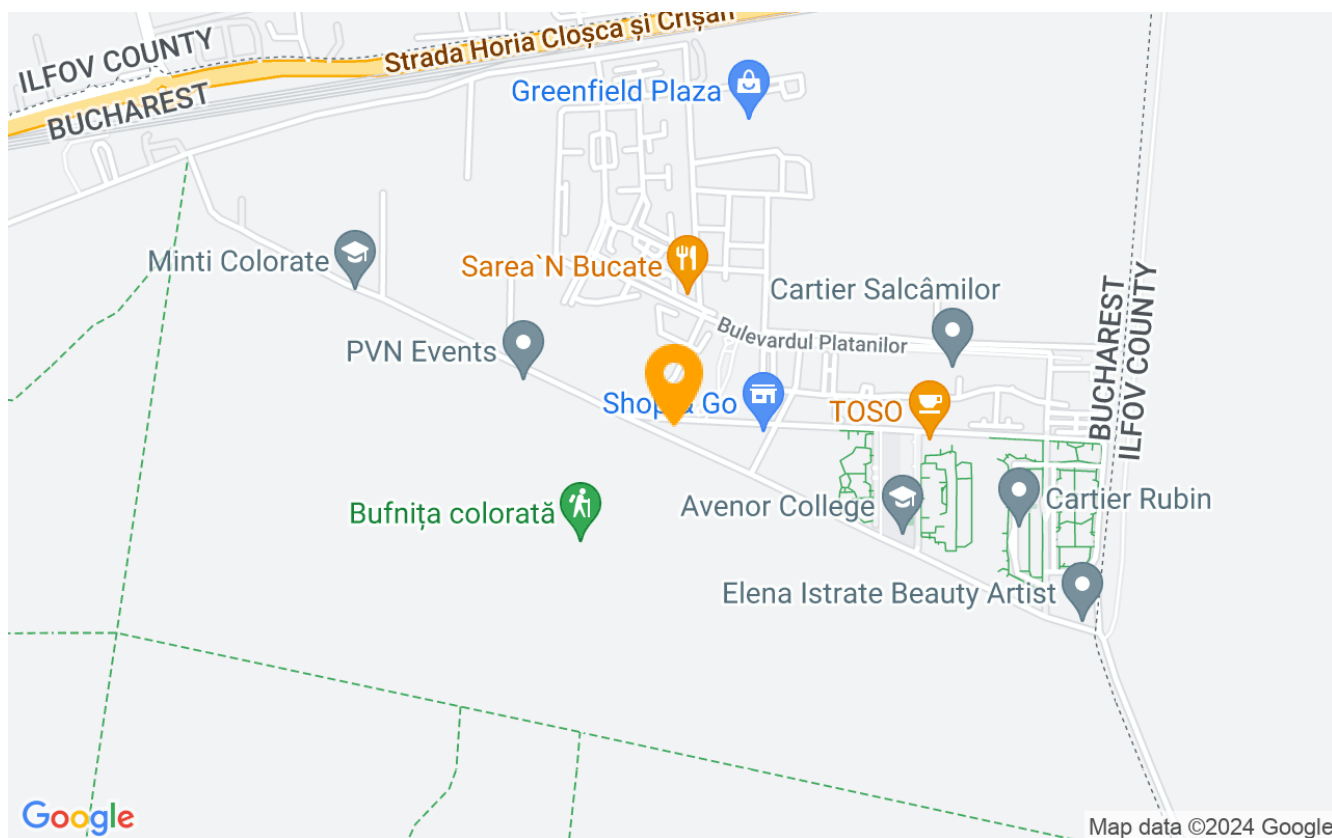 Strada Horia Cloșca și Crișan
ILFOV COUNTY
BUCHAREST
Greenfield Plaza
Minti Colorate
Sarea`N Bucate
Cartier Salcâmilor
BUCHAREST
ILFOV COUNTY
Bulevardul Platanilor
PVN Events
Shop & Go
TOSO
Bufnița colorată
Avenor College
Cartier Rubin
Elena Istrate Beauty Artist
Google
Map data ©2024 Google